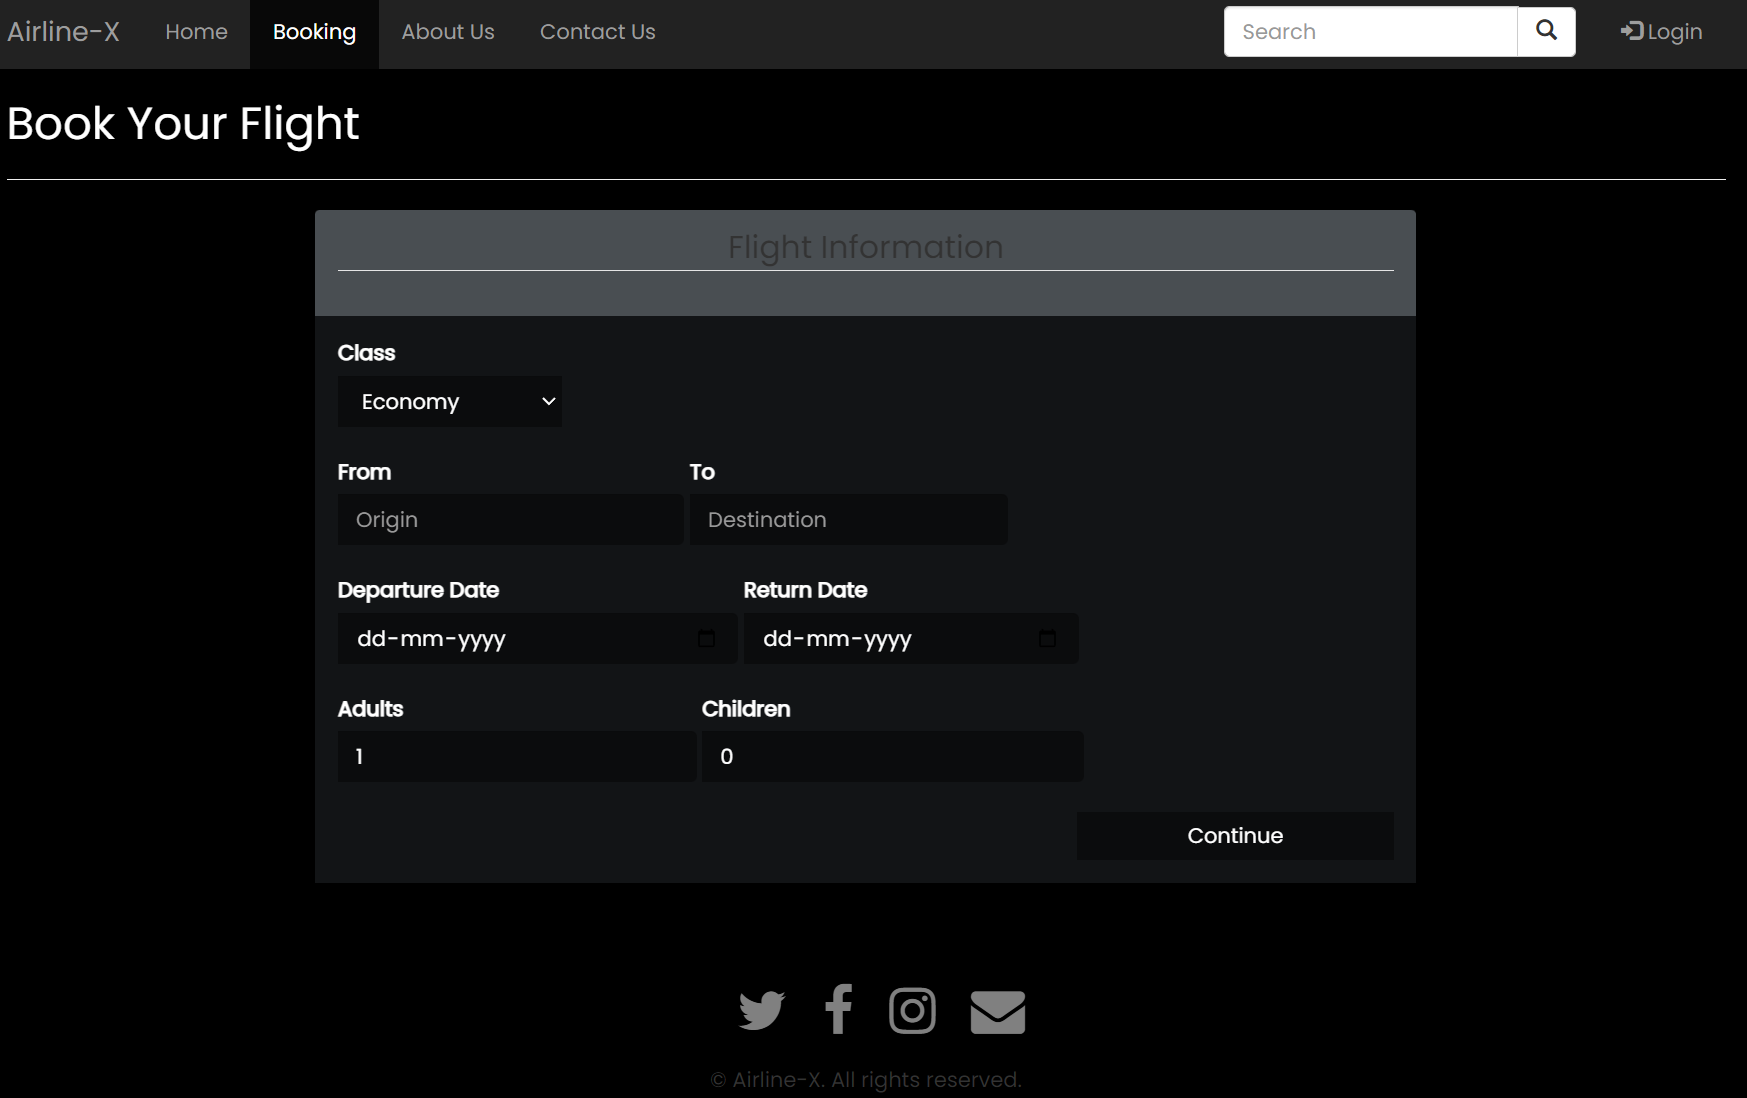 Airline-X Home Booking About Us Contact Us Search Login
Book Your Flight
Flight Information
Class
Economy
From To
Origin Destination
Departure Date Return Date
dd-mm-yyyy dd-mm-yyyy
Adults Children
1 0
Continue
© Airline-X. All rights reserved.